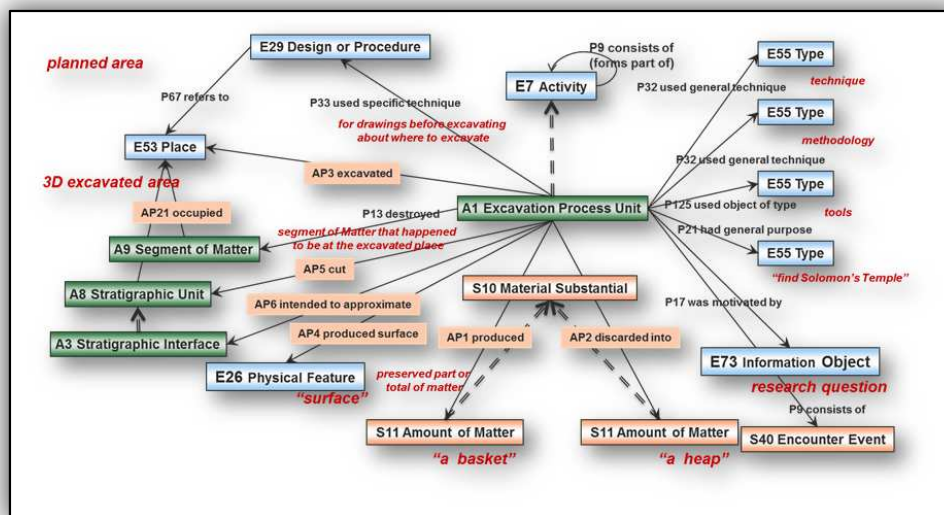 E29 Design or Procedure
P9 consists of
(forms part of)
E55 Type
planned area
technique
E7 Activity
P32 used general technique
P67 refers to
P33 used specific technique
E55 Type
for drawings before excavating
about where to excavate
methodology
E53 Place
P32 used general technique
AP3 excavated
E55 Type
3D excavated area
P125 used object of type
tools
AP21 occupied
P13 destroyed
A1 Excavation Process Unit
P21 had general purpose
segment of Matter that happened
to be at the excavated place
A9 Segment of Matter
E55 Type
AP5 cut
"find Solomon's Temple"
A8 Stratigraphic Unit
S10 Material Substantial
AP6 intended to approximate
P17 was motivated by
AP4 produced surface
AP1 produced
AP2 discarded into
A3 Stratigraphic Interface
E73 Information Object
E26 Physical Feature
preserved part or
total of matter
research question
"surface"
P9 consists of
S11 Amount of Matter
S11 Amount of Matter
S40 Encounter Event
"a basket"
"a heap"